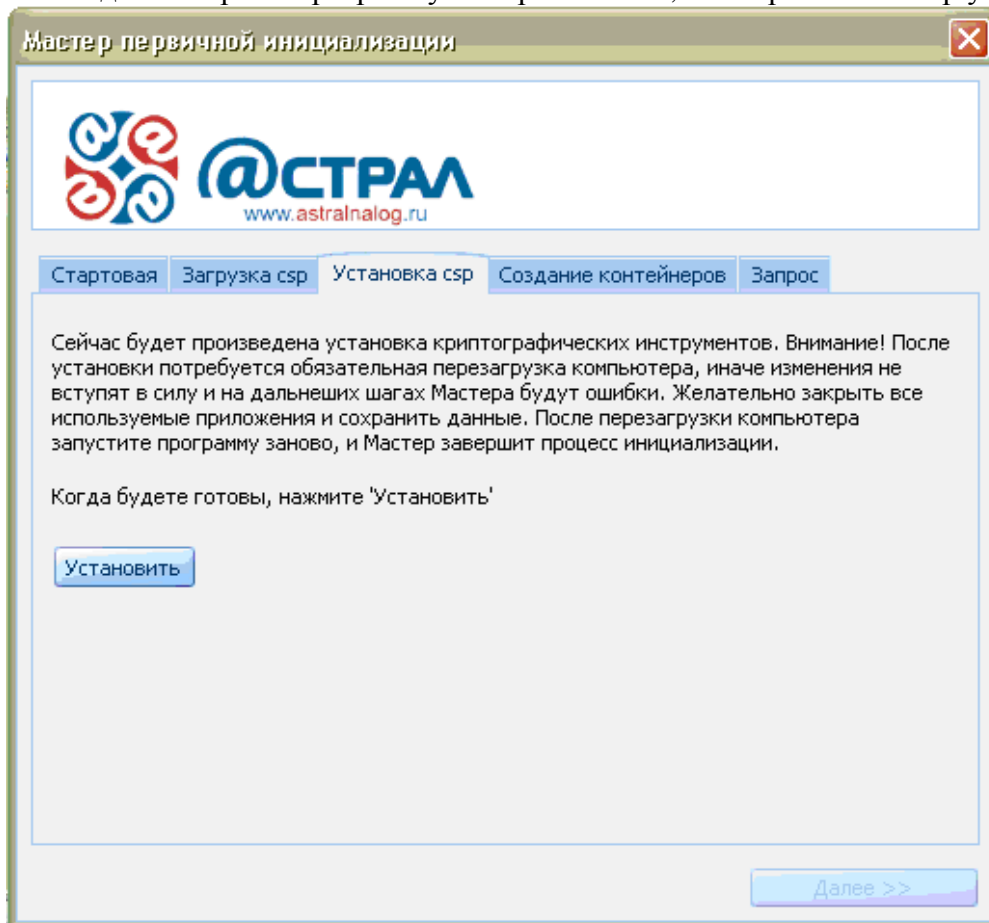 Мастер первичной инициализации
@СТРАЛ
www.astralnalog.ru
Стартовая Загрузка csp Установка csp Создание контейнеров Запрос
Сейчас будет произведена установка криптографических инструментов. Внимание! После
установки потребуется обязательная перезагрузка компьютера, иначе изменения не
вступят в силу и на дальнеших шагах Мастера будут ошибки. Желательно закрыть все
используемые приложения и сохранить данные. После перезагрузки компьютера
запустите программу заново, и Мастер завершит процесс инициализации.
Когда будете готовы, нажмите 'Установить'
Установить
Далее >>